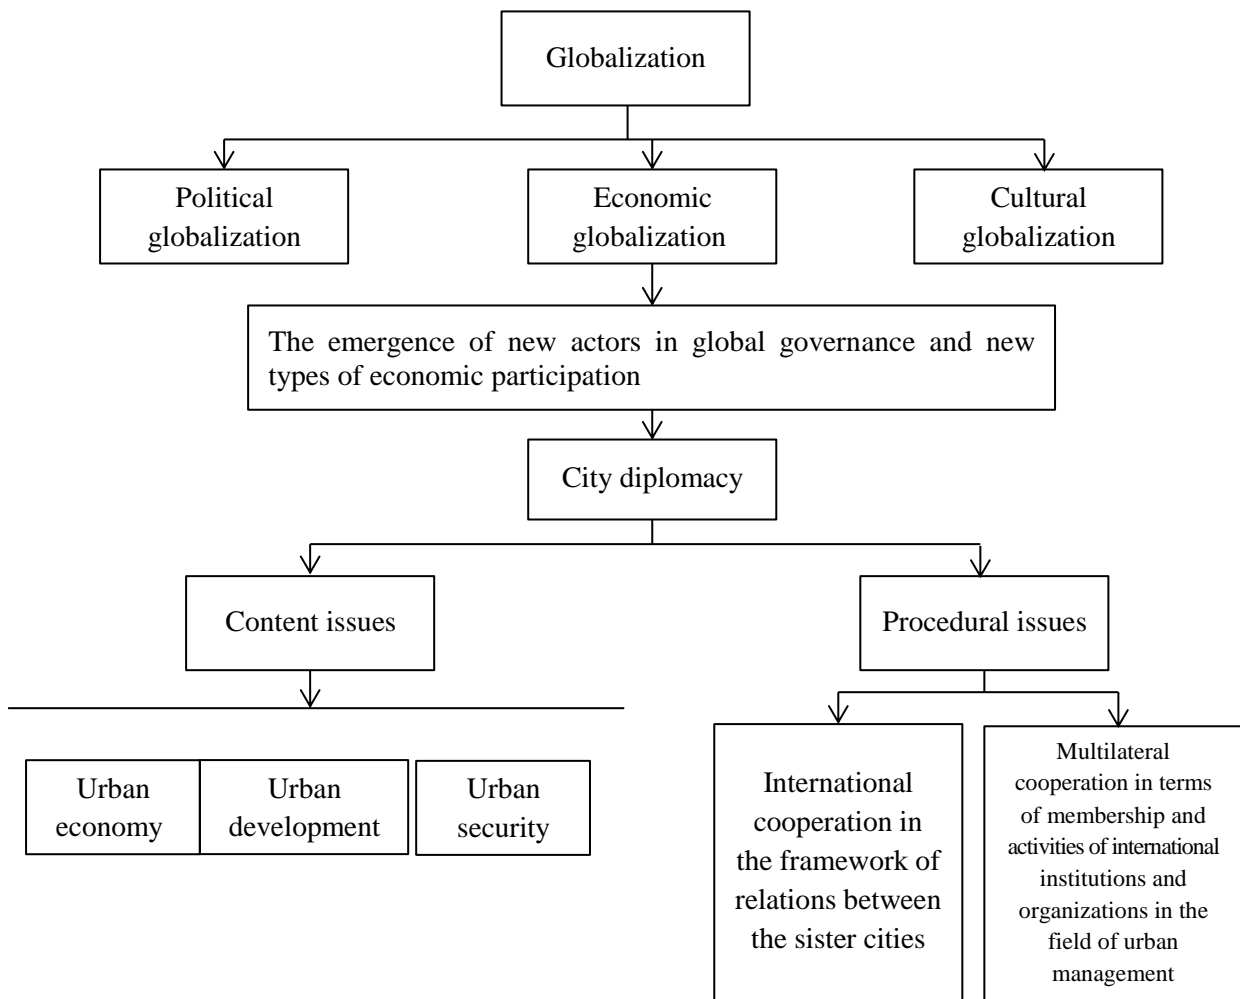 Globalization
Political
globalization
Economic
globalization
Cultural
globalization
The emergence of new actors in global governance and new
types of economic participation
City diplomacy
Content issues
Procedural issues
Urban
economy
Urban
development
Urban
security
International
cooperation in
the framework of
relations between
the sister cities
Multilateral
cooperation in terms
of membership and
activities of international
institutions and
organizations in the
field of urban
management